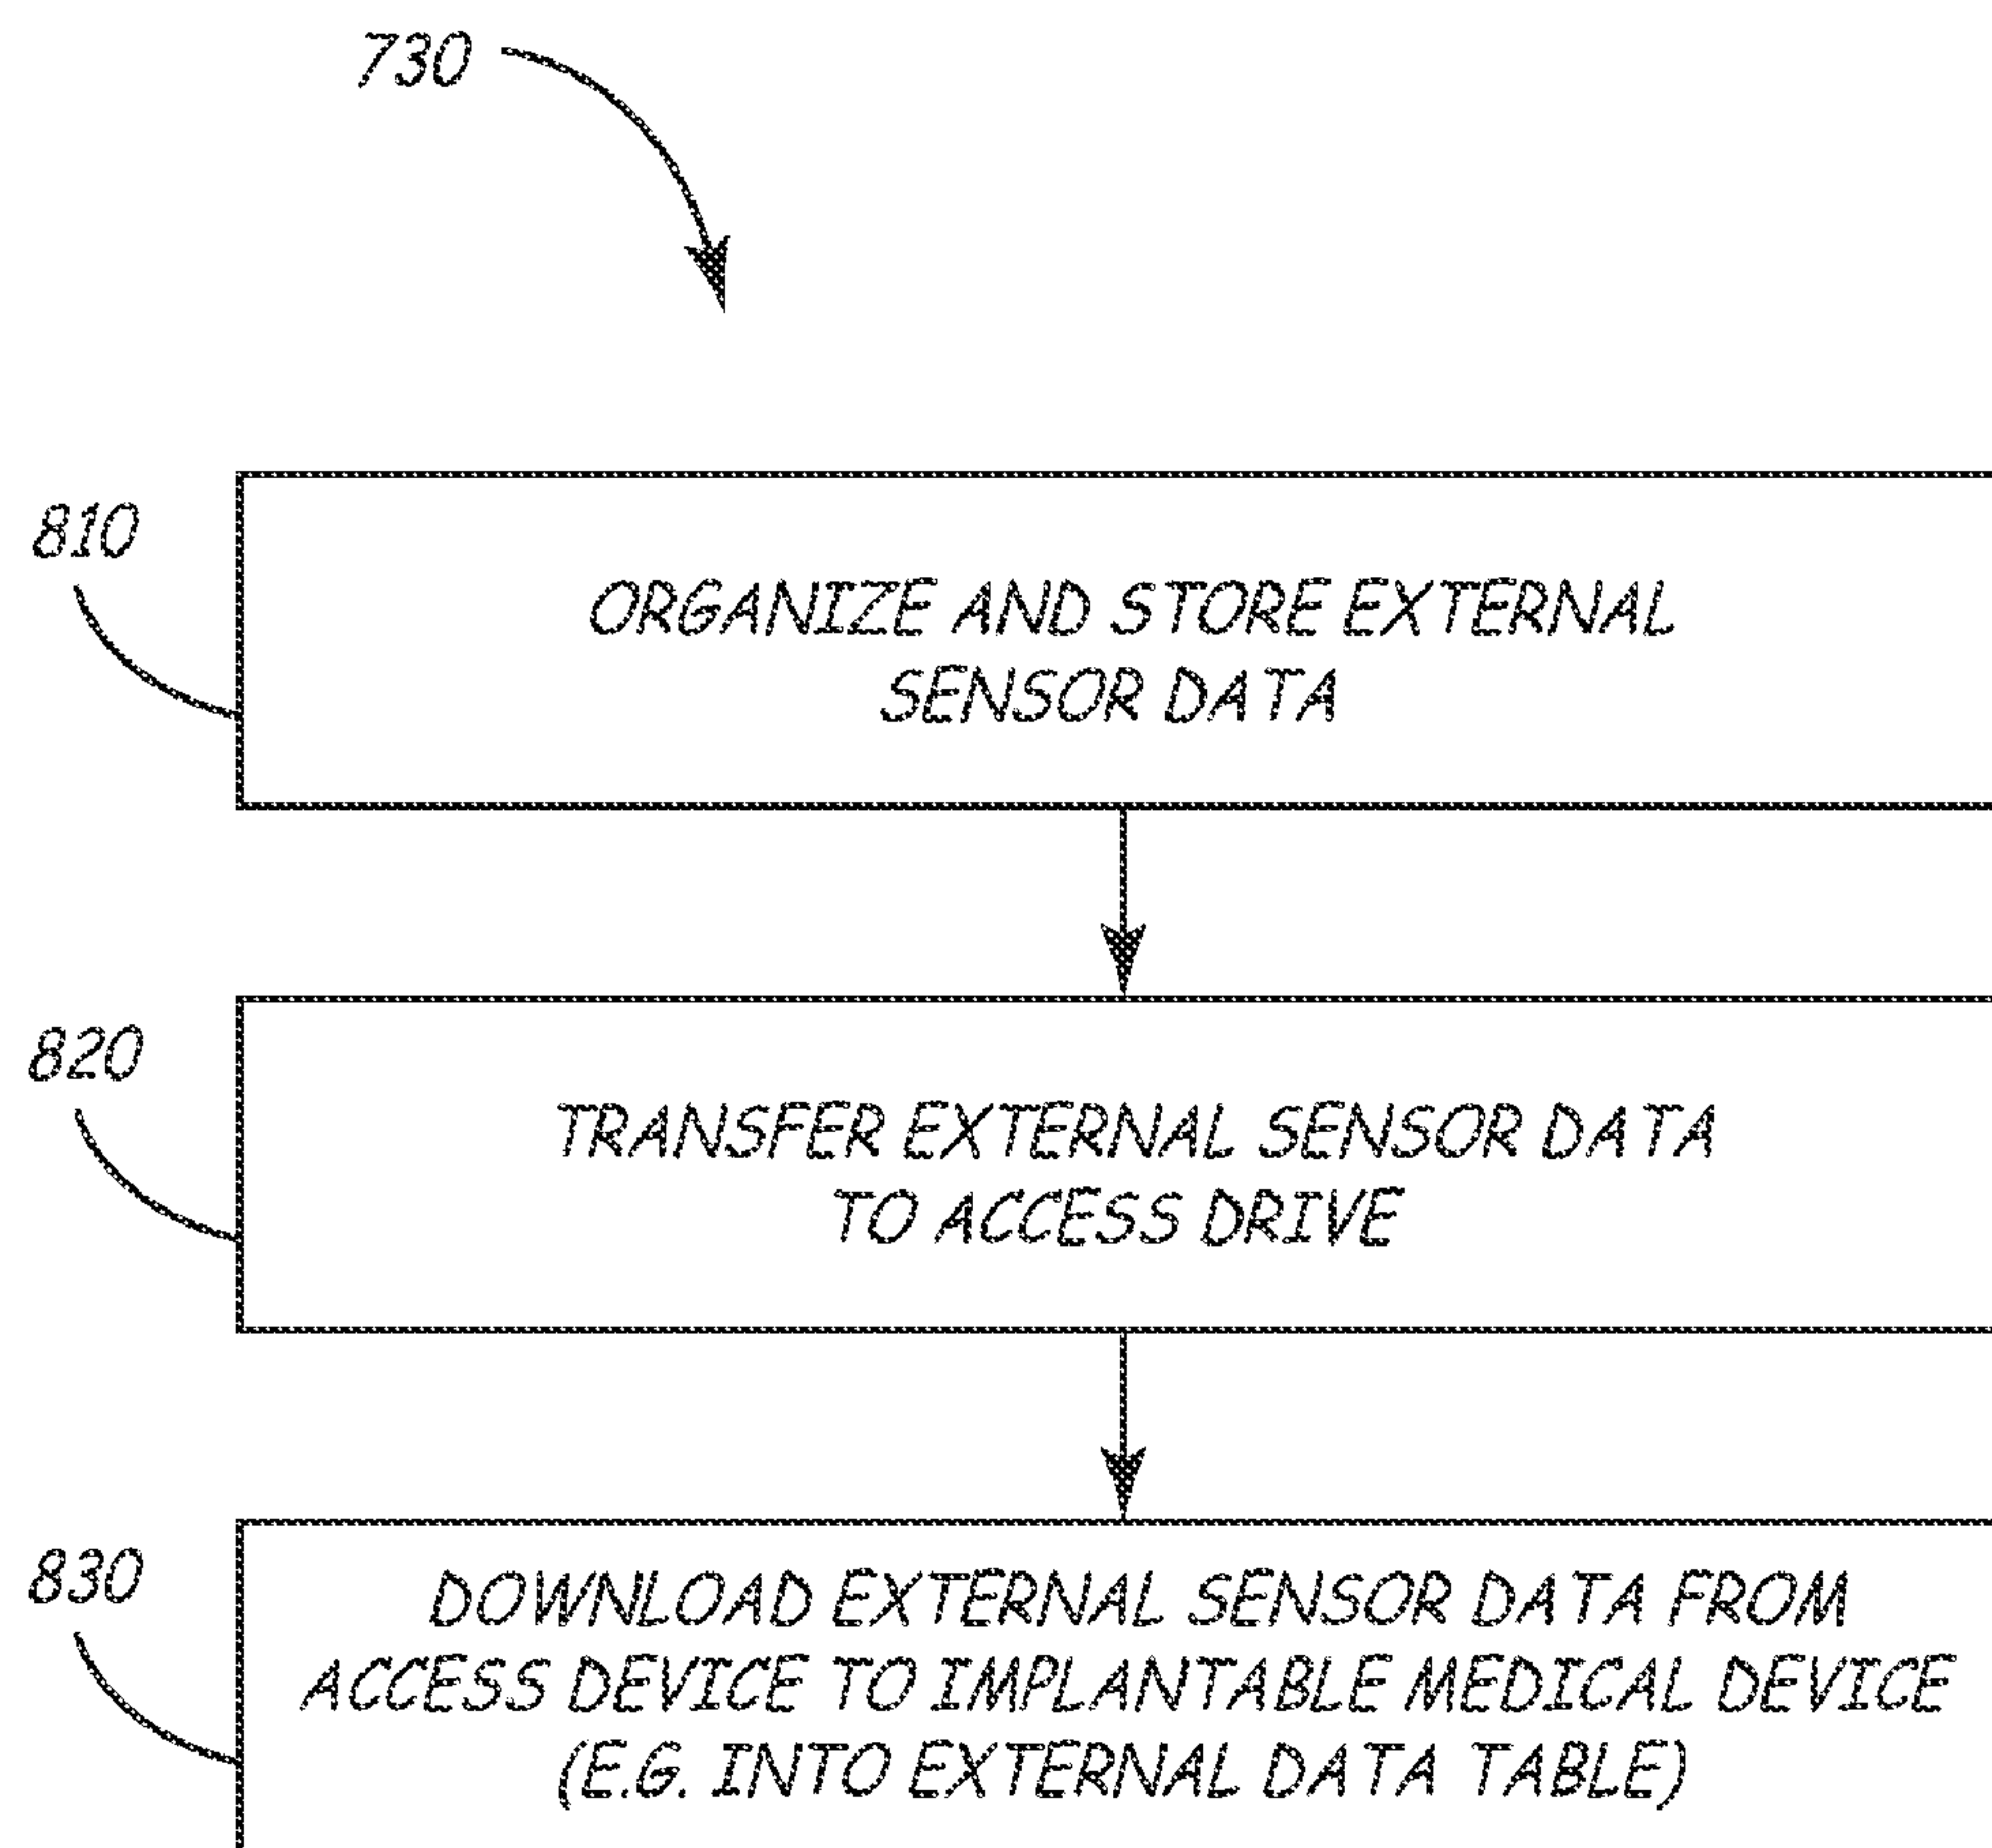 730
810
ORGANIZE AND STORE EXTERNAL
SENSOR DATA
820
TRANSFER EXTERNAL SENSOR DATA
TO ACCESS DRIVE
830
DOWNLOAD EXTERNAL SENSOR DATA FROM
ACCESS DEVICE TO IMPLANTABLE MEDICAL DEVICE
(E.G. INTO EXTERNAL DATA TABLE)